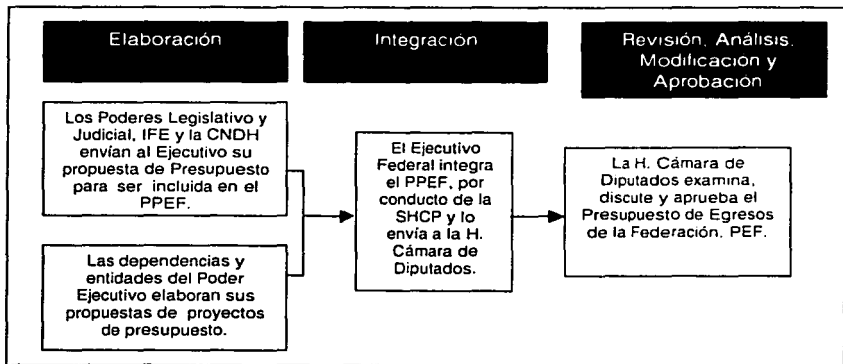 Elaboración
Integración
Revisión, Análisis,
Modificación y
Aprobación
Los Poderes Legislativo y
Judicial, IFE y la CNDH
envían al Ejecutivo su
propuesta de Presupuesto
para ser incluida en el
PPEF.
Las dependencias y
entidades del Poder
Ejecutivo elaboran sus
propuestas de proyectos
de presupuesto.
El Ejecutivo
Federal integra
el PPEF, por
conducto de la
SHCP y lo
envía a la H.
Cámara de
Diputados.
La H. Cámara de
Diputados examina,
discute y aprueba el
Presupuesto de Egresos
de la Federación. PEF.